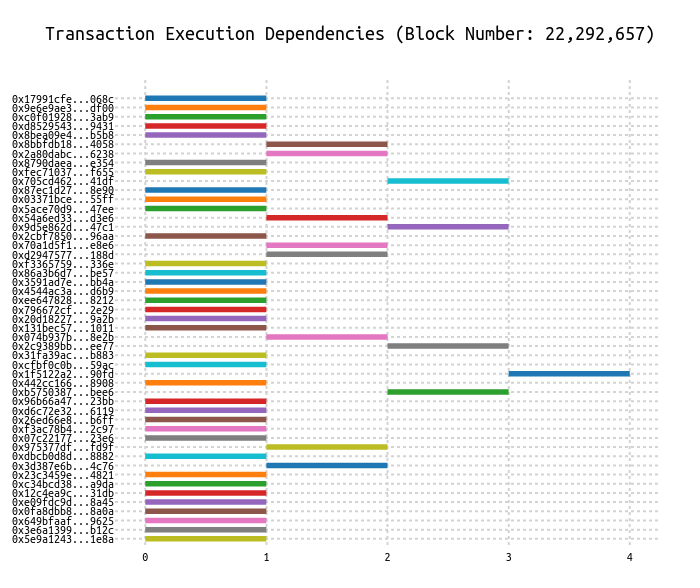 Transaction Execution Dependencies (Block Number: 22,292,657)
0x17991cfe...068c
0x9e6e9ae3...df00
0xc0f01928...3ab9
0xd8529543...9431
0x8bea09e4...b5b8
0x8bbfdb18...4058
0x2a80dabc...6238
0x8790daea...e354
0xfec71037...f655
0x705cd462...41df
0x87ec1d27...8e90
0x03371bce...55ff
0x5ace70d9...47ee
0x54a6ed33...d3e6
0x9d5e862d...47c1
0x2cbf7850...96aa
0x70a1d5f1...e8e6
0xd2947577...188d
0xf3365759...336e
0x86a3b6d7...be57
0x3591ad7e...bb4a
0x4544ac3a...d6b9
0xee647828...8212
0x796672cf...2e29
0x20d18227...9a2b
0x131bec57...1011
0x074b937b...8e2b
0x2c9389bb...ee77
0x31fa39ac...b883
0xcfbf0c0b...59ac
0x1f5122a2...90fd
0x442cc166...8908
0xb5750387...bee6
0x96b66a47...23bb
0xd6c72e32...6119
0x26ed66e8...b6ff
0xf3ac78b4...2c97
0x07c22177...23e6
0x975377df...fd9f
0xdbcb0d8d...8882
0x3d387e6b...4c76
0x23c3459e...4821
0xc34bcd38...a9da
0x12c4ea9c...31db
0xe09fdc9d...8a45
0x0fa8dbb8...8a0a
0x649bfaaf...9625
0x3e6a1399...b12c
0x5e9a1243...1e8a
0 1 2 3 4